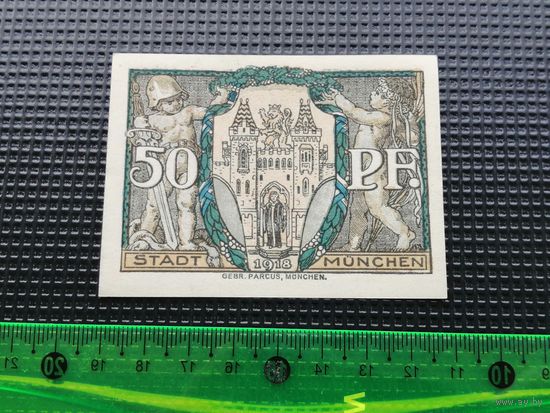 50 PF.
STADT 1918 MÜNCHEN
GEBR. PARCUS, MÜNCHEN.
21 20 19 18 17 16 15 14 13 12 11 10 9
www.ay.by